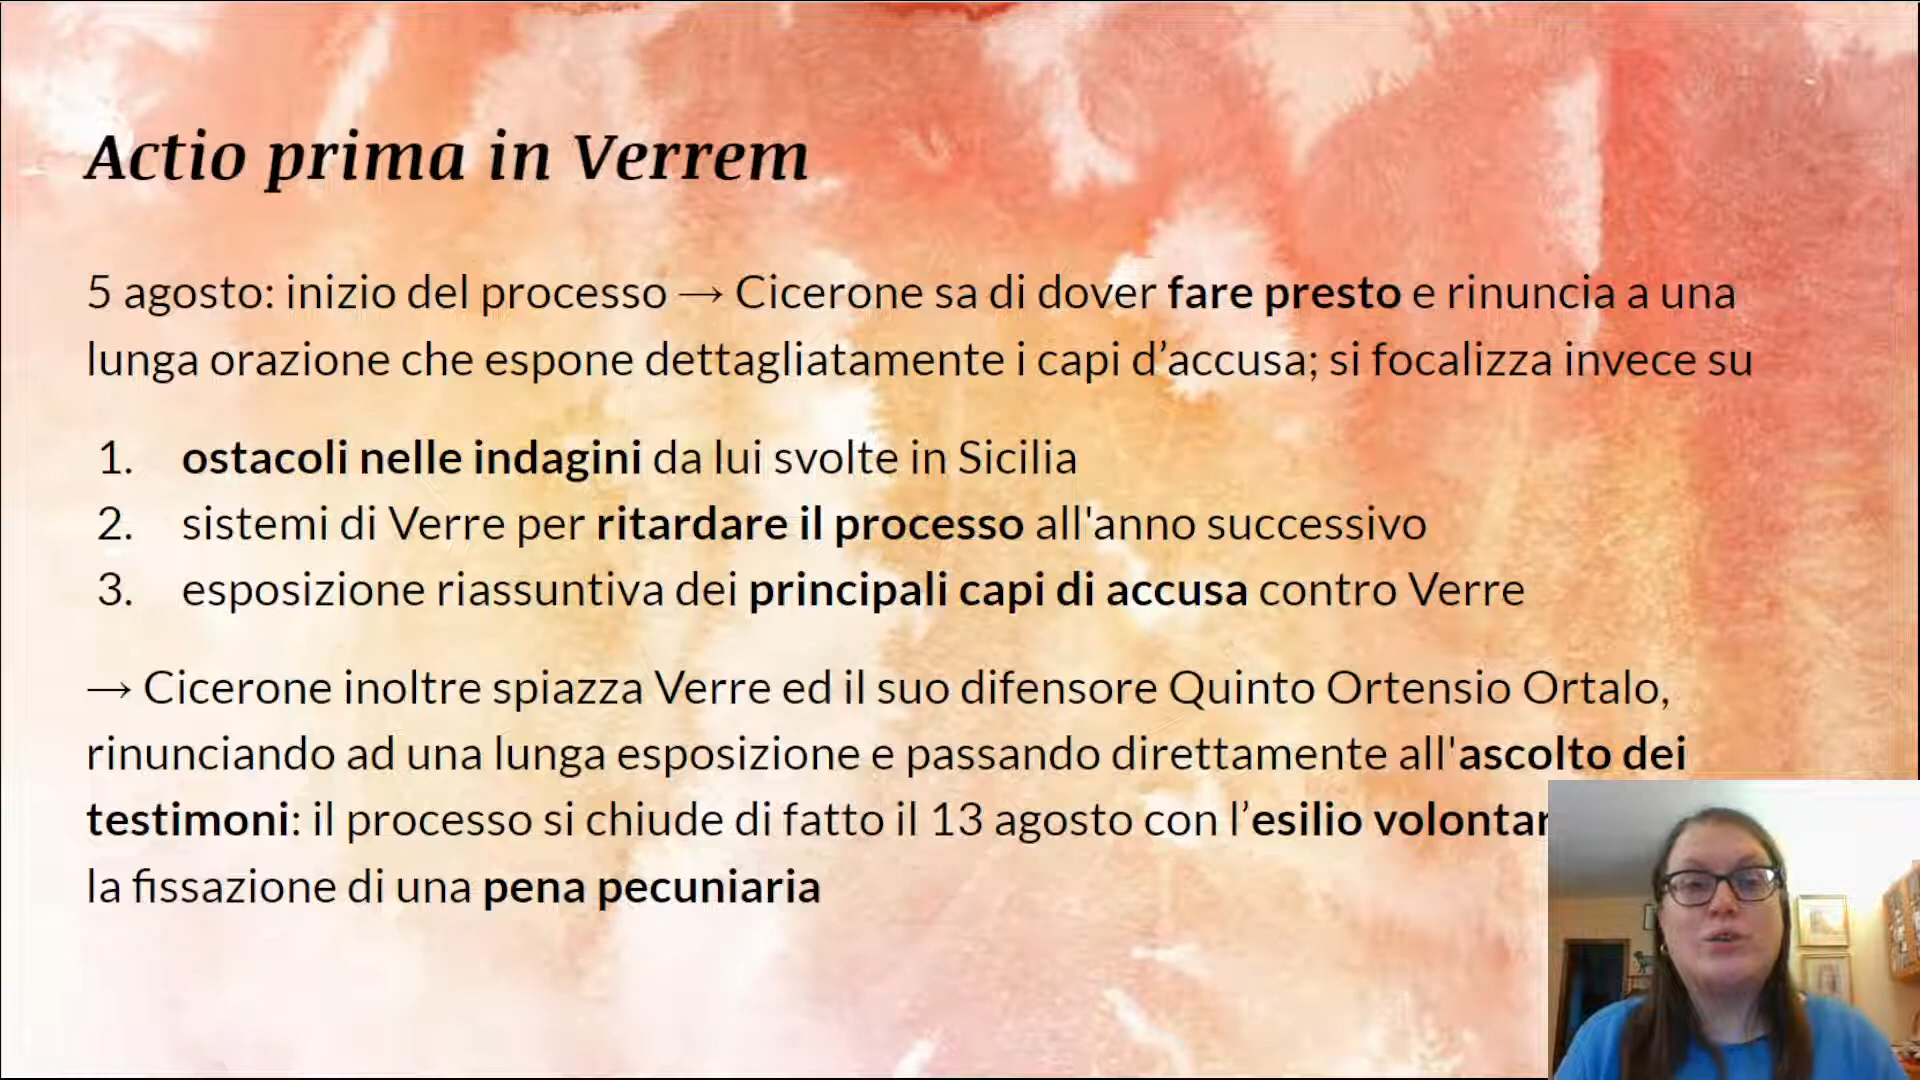 Actio prima in Verrem
5 agosto: inizio del processo → Cicerone sa di dover fare presto e rinuncia a una
lunga orazione che espone dettagliatamente i capi d’accusa; si focalizza invece su
1. ostacoli nelle indagini da lui svolte in Sicilia
2. sistemi di Verre per ritardare il processo all'anno successivo
3. esposizione riassuntiva dei principali capi di accusa contro Verre
→ Cicerone inoltre spiazza Verre ed il suo difensore Quinto Ortensio Ortalo,
rinunciando ad una lunga esposizione e passando direttamente all'ascolto dei
testimoni: il processo si chiude di fatto il 13 agosto con l’esilio
la fissazione di una pena pecuniaria